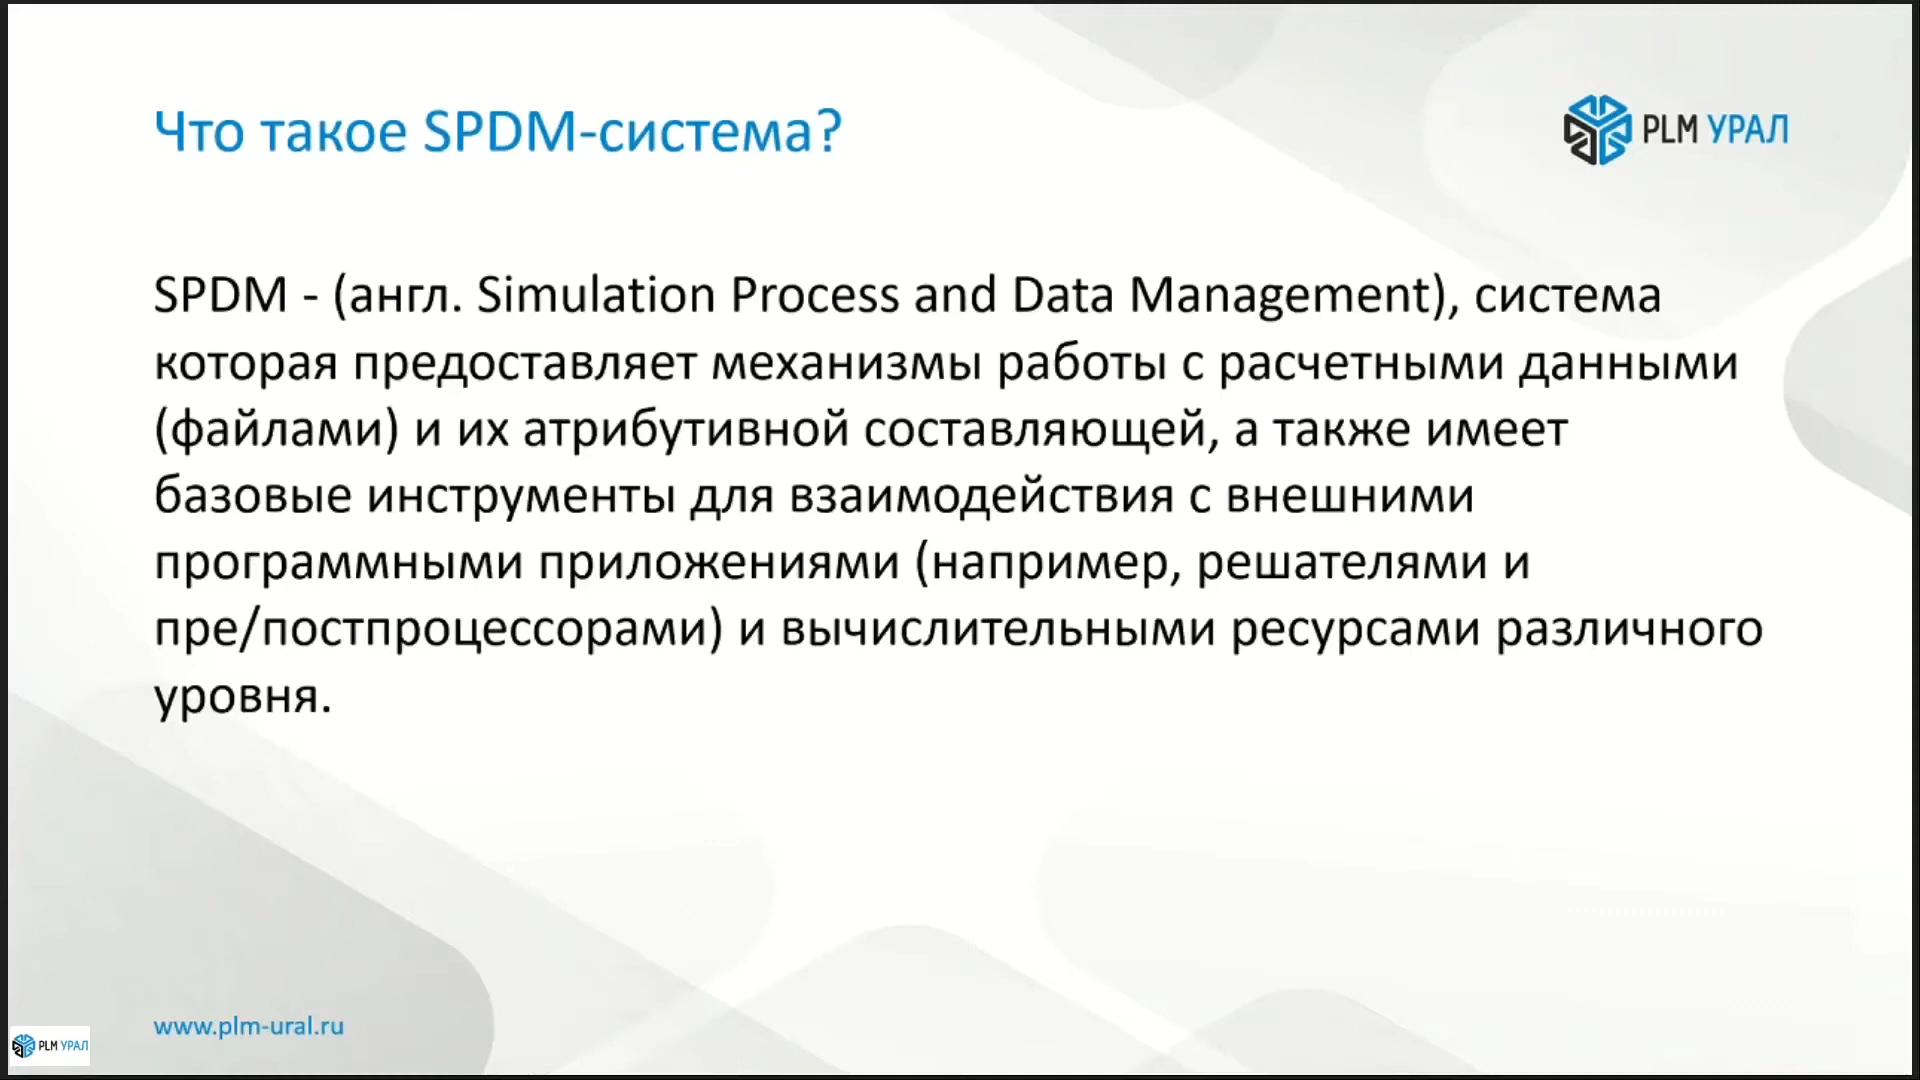 Что такое SPDM-система?
PLM УРАЛ
SPDM - (англ. Simulation Process and Data Management), система
которая предоставляет механизмы работы с расчетными данными
(файлами) и их атрибутивной составляющей, а также имеет
базовые инструменты для взаимодействия с внешними
программными приложениями (например, решателями и
пре/постпроцессорами) и вычислительными ресурсами различного
уровня.
www.plm-ural.ru
PLM УРАЛ